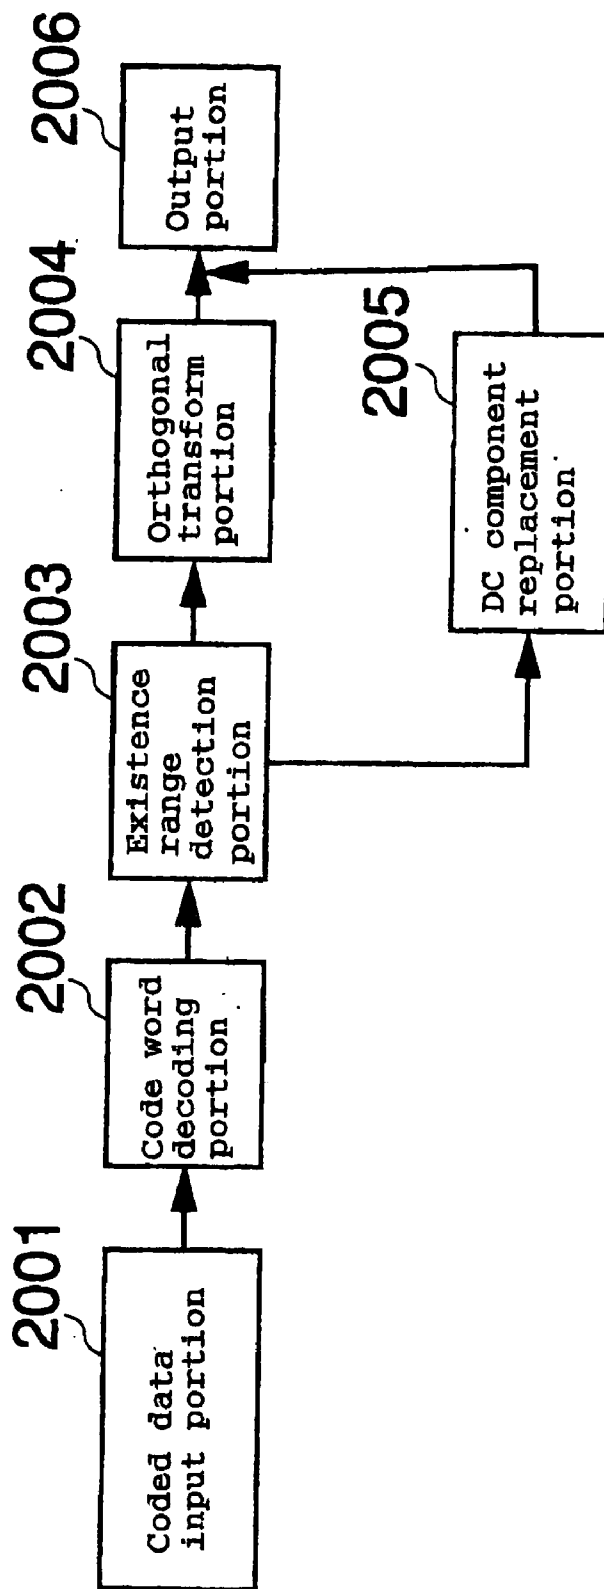 2001
Coded data
input portion
2002
Code word
decoding
portion
2003
Existence
range
detection
portion
2004
Orthogonal
transform
portion
2005
DC component
replacement
portion
2006
Output
portion